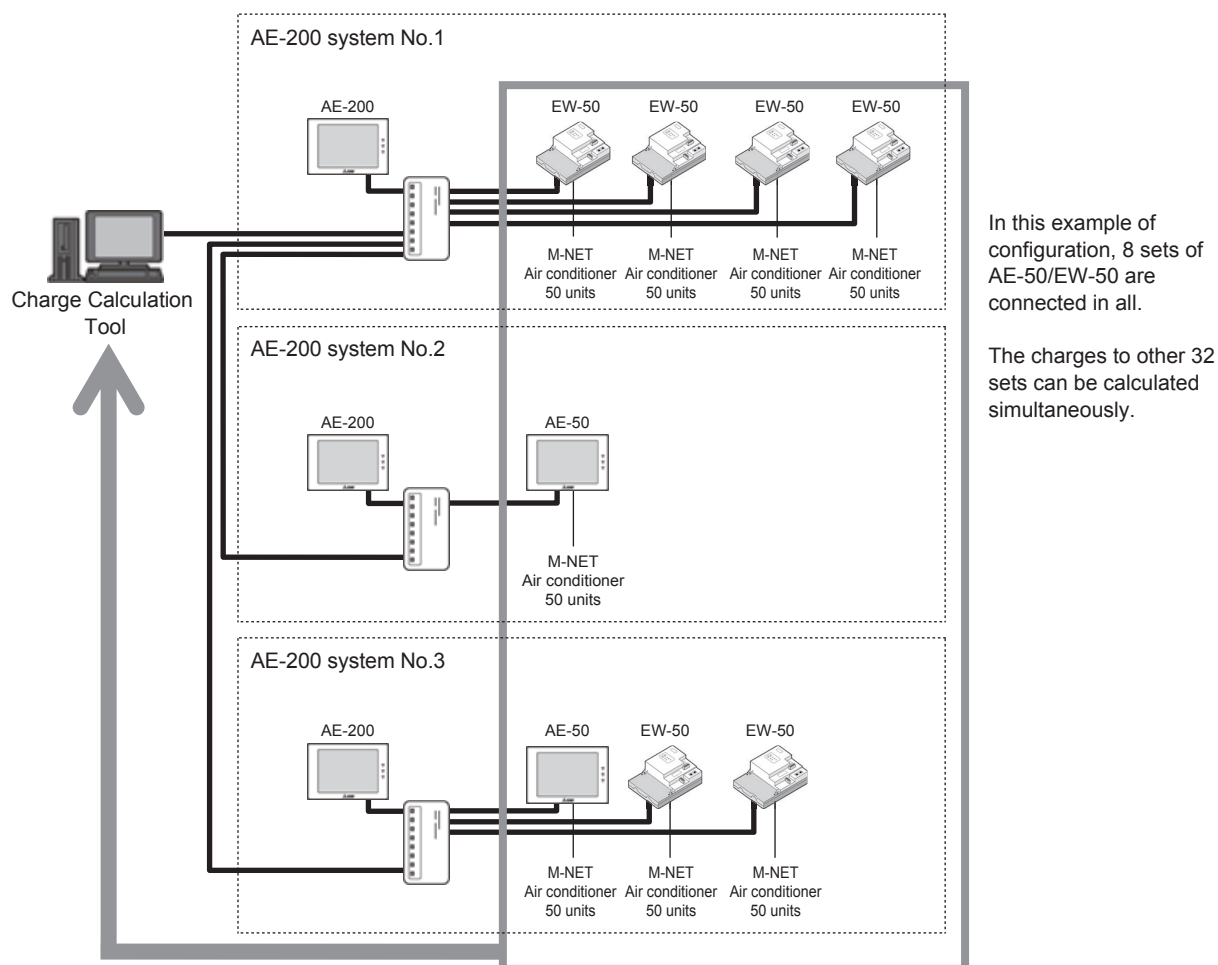 AE-200 system No.1
AE-200
EW-50
EW-50
EW-50
EW-50
M-NET
Air conditioner
50 units
M-NET
Air conditioner
50 units
M-NET
Air conditioner
50 units
M-NET
Air conditioner
50 units
Charge Calculation
Tool
AE-200 system No.2
AE-200
AE-50
M-NET
Air conditioner
50 units
AE-200 system No.3
AE-200
AE-50
EW-50
EW-50
M-NET
Air conditioner
50 units
M-NET
Air conditioner
50 units
M-NET
Air conditioner
50 units
In this example of
configuration, 8 sets of
AE-50/EW-50 are
connected in all.
The charges to other 32
sets can be calculated
simultaneously.